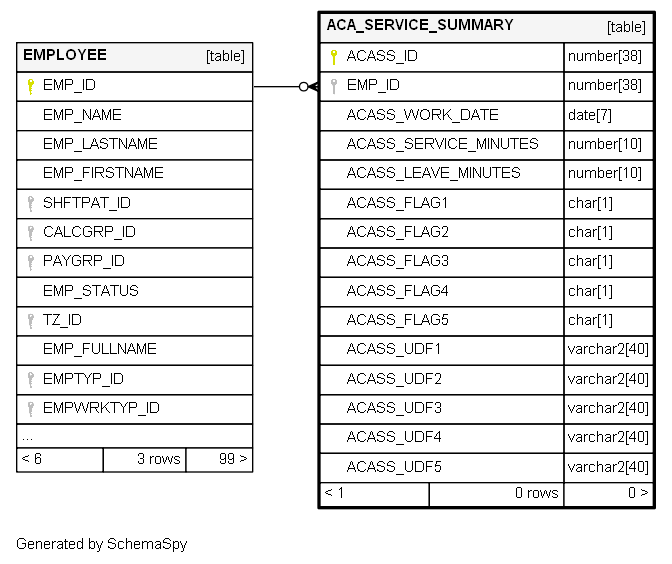 EMPLOYEE [table]
EMP_ID
EMP_NAME
EMP_LASTNAME
EMP_FIRSTNAME
SHFTPAT_ID
CALCGRP_ID
PAYGRP_ID
EMP_STATUS
TZ_ID
EMP_FULLNAME
EMPTYP_ID
EMPWRKTYP_ID
...
< 6 3 rows 99 >
ACA_SERVICE_SUMMARY [table]
ACASS_ID number[38]
EMP_ID number[38]
ACASS_WORK_DATE date[7]
ACASS_SERVICE_MINUTES number[10]
ACASS_LEAVE_MINUTES number[10]
ACASS_FLAG1 char[1]
ACASS_FLAG2 char[1]
ACASS_FLAG3 char[1]
ACASS_FLAG4 char[1]
ACASS_FLAG5 char[1]
ACASS_UDF1 varchar2[40]
ACASS_UDF2 varchar2[40]
ACASS_UDF3 varchar2[40]
ACASS_UDF4 varchar2[40]
ACASS_UDF5 varchar2[40]
< 1 0 rows 0 >
Generated by SchemaSpy